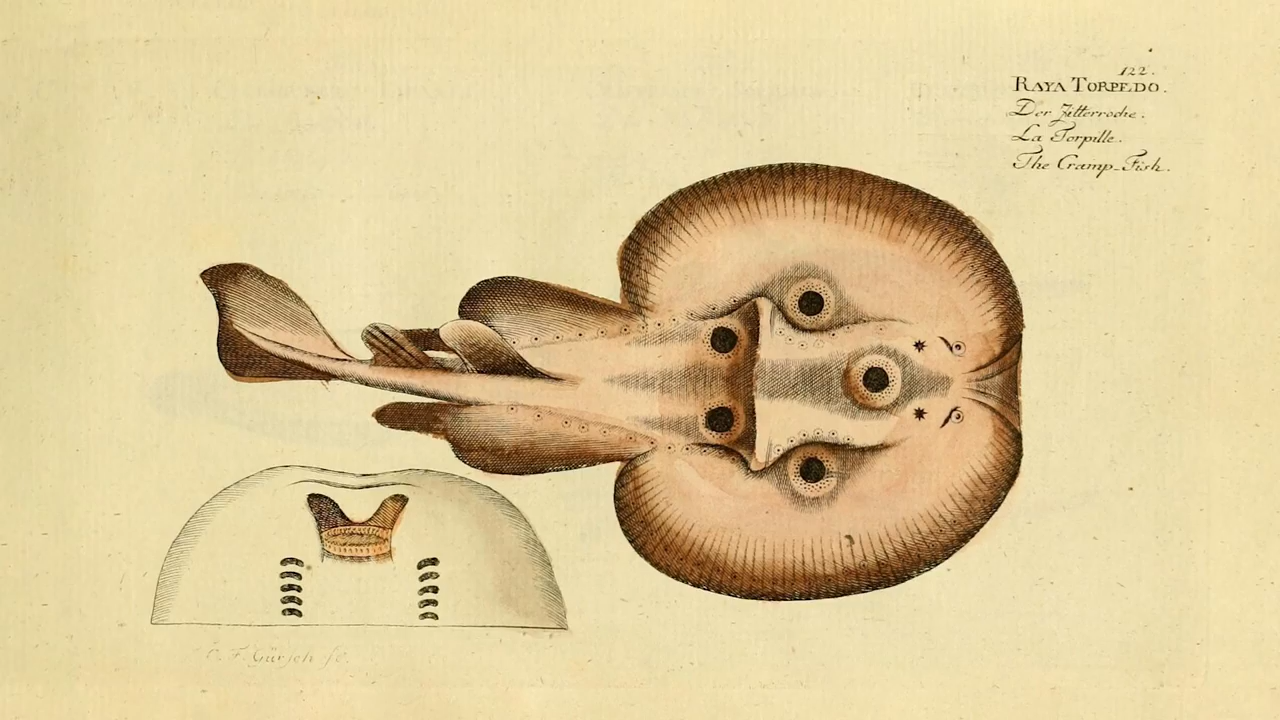 122.
RAYA TORPEDO.
Der Zitterroche.
La Torpille.
The Cramp-Fish.